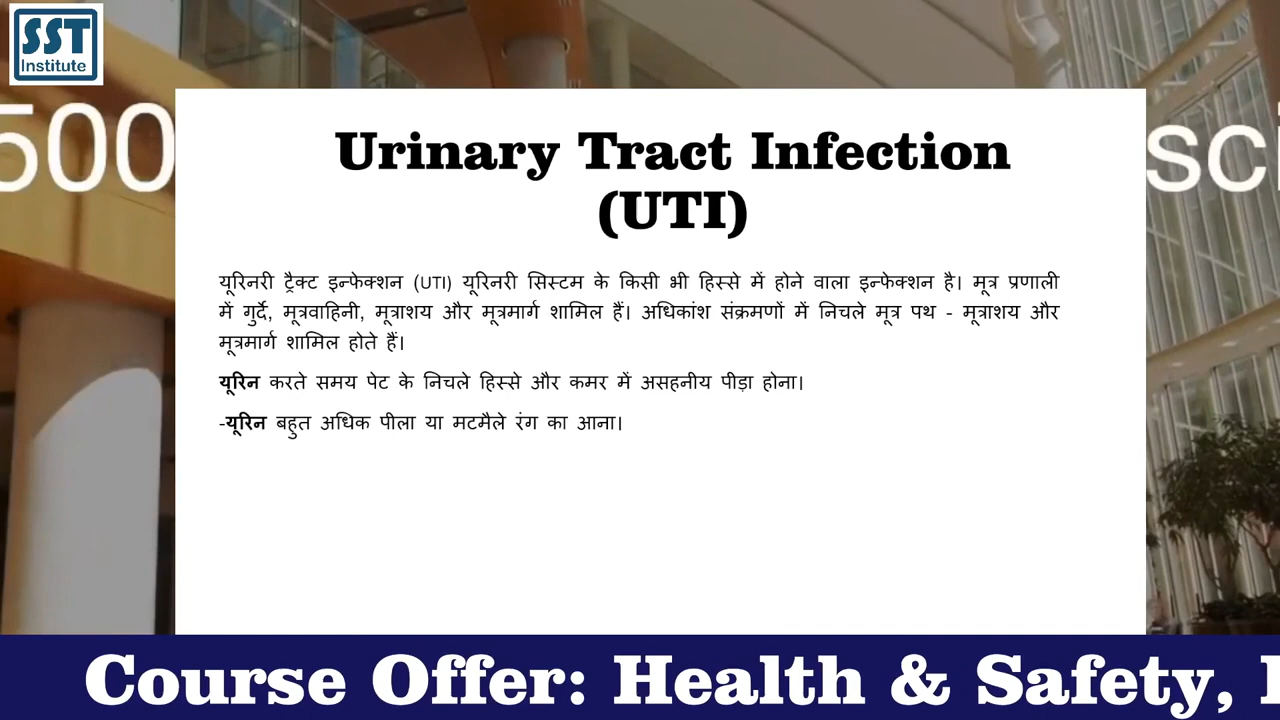 SST
Institute
500
sci
Urinary Tract Infection
(UTI)
यूरिनरी ट्रैक्ट इन्फेक्शन (UTI) यूरिनरी सिस्टम के किसी भी हिस्से में होने वाला इन्फेक्शन है। मूत्र प्रणाली
में गुर्दे, मूत्रवाहिनी, मूत्राशय और मूत्रमार्ग शामिल हैं। अधिकांश संक्रमणों में निचले मूत्र पथ - मूत्राशय और
मूत्रमार्ग शामिल होते हैं।
यूरिन करते समय पेट के निचले हिस्से और कमर में असहनीय पीड़ा होना।
-यूरिन बहुत अधिक पीला या मटमैले रंग का आना।
Course Offer: Health & Safety,